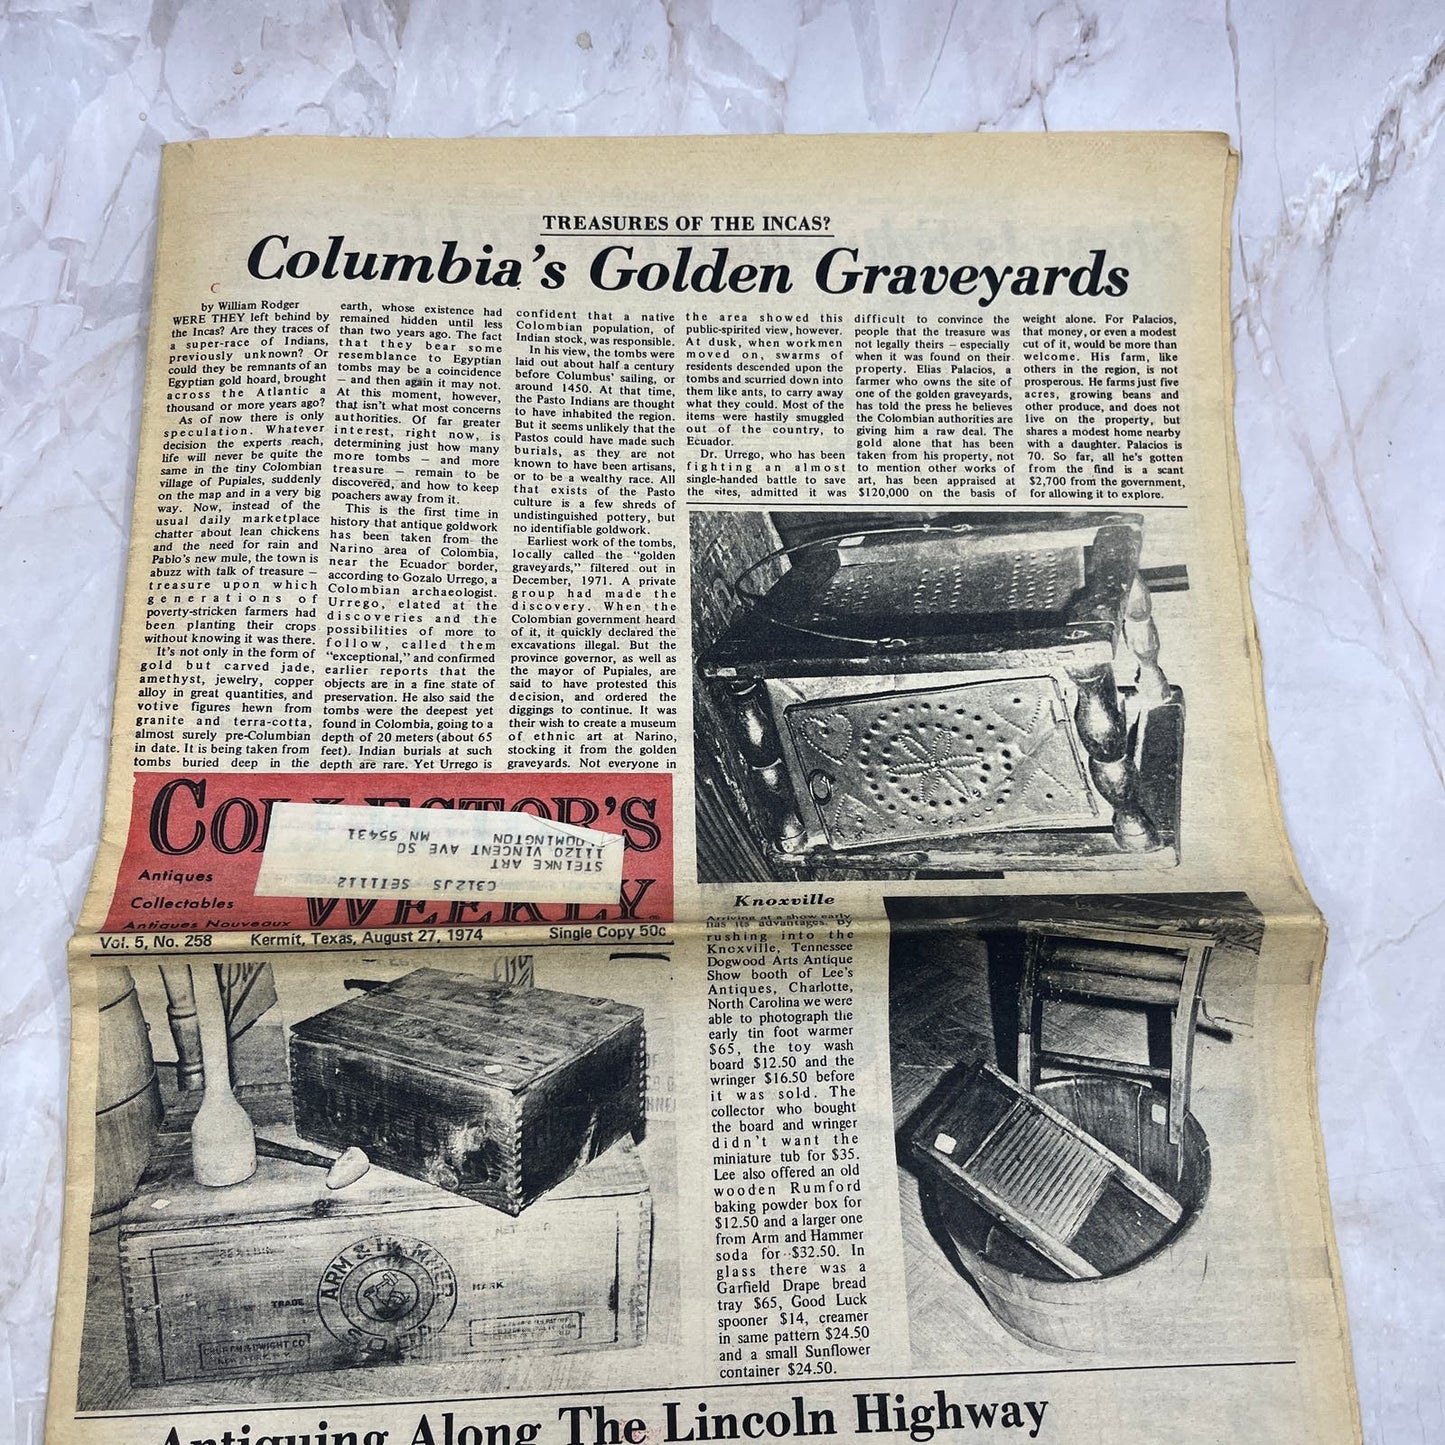 TREASURES OF THE INCAS?
Columbia's Golden Graveyards
by William Rodger
WERE THEY left behind by
the Incas? Are they traces of
a super-race of Indians,
previously unknown? Or
could they be remnants of an
Egyptian gold hoard, brought
across the Atlantic a
thousand or more years ago?
As of now there is only
speculation. Whatever
decision the experts reach,
life will never be quite the
same in the tiny Colombian
village of Pupiales, suddenly
on the map and in a very big
way. Now, instead of the
usual daily marketplace
chatter about lean chickens
and the need for rain and
Pablo's new mule, the town is
abuzz with talk of treasure —
treasure upon which
generations of
poverty-stricken farmers had
been planting their crops
without knowing it was there.
It's not only in the form of
gold but carved jade,
amethyst, jewelry, copper
alloy in great quantities, and
votive figures hewn from
granite and terra-cotta,
almost surely pre-Columbian
in date. It is being taken from
tombs buried deep in the
earth, whose existence had
remained hidden until less
than two years ago. The fact
that they bear some
resemblance to Egyptian
tombs may be a coincidence
— and then again it may not.
At this moment, however,
that isn't what most concerns
authorities. Of far greater
interest, right now, is
determining just how many
more tombs — and more
treasure — remain to be
discovered, and how to keep
poachers away from it.
This is the first time in
history that antique goldwork
has been taken from the
Narino area of Colombia,
near the Ecuador border,
according to Gozalo Urrego, a
Colombian archaeologist.
Urrego, elated at the
discoveries and the
possibilities of more to
follow, called them
"exceptional," and confirmed
earlier reports that the
objects are in a fine state of
preservation. He also said the
tombs were the deepest yet
found in Colombia, going to a
depth of 20 meters (about 65
feet). Indian burials at such
depth are rare. Yet Urrego is
confident that a native
Colombian population, of
Indian stock, was responsible.
In his view, the tombs were
laid out about half a century
before Columbus' sailing, or
around 1450. At that time,
the Pasto Indians are thought
to have inhabited the region.
But it seems unlikely that the
Pastos could have made such
burials, as they are not
known to have been artisans,
or to be a wealthy race. All
that exists of the Pasto
culture is a few shreds of
undistinguished pottery, but
no identifiable goldwork.
Earliest work of the tombs,
locally called the "golden
graveyards," filtered out in
December, 1971. A private
group had made the
discovery. When the
Colombian government heard
of it, it quickly declared the
excavations illegal. But the
province governor, as well as
the mayor of Pupiales, are
said to have protested this
decision, and ordered the
diggings to continue. It was
their wish to create a museum
of ethnic art at Narino,
stocking it from the golden
graveyards. Not everyone in
the area showed this
public-spirited view, however.
At dusk, when workmen
moved on, swarms of
residents descended upon the
tombs and scurried down into
them like ants, to carry away
what they could. Most of the
items were hastily smuggled
out of the country, to
Ecuador.
Dr. Urrego, who has been
fighting an almost
single-handed battle to save
the sites, admitted it was
difficult to convince the
people that the treasure was
not legally theirs — especially
when it was found on their
property. Elias Palacios, a
farmer who owns the site of
one of the golden graveyards,
has told the press he believes
the Colombian authorities are
giving him a raw deal. The
gold alone that has been
taken from his property, not
to mention other works of
art, has been appraised at
$120,000 on the basis of
weight alone. For Palacios,
that money, or even a modest
cut of it, would be more than
welcome. His farm, like
others in the region, is not
prosperous. He farms just five
acres, growing beans and
other produce, and does not
live on the property, but
shares a modest home nearby
with a daughter. Palacios is
70. So far, all he's gotten
from the find is a scant
$2,700 from the government,
for allowing it to explore.
COLLECTOR'S
WEEKLY.
Antiques
Collectables
Antiques Nouveaux
C312JS SEI1112
STEINKE ART
11120 VINCENT AVE SO
MN 55431
Vol. 5, No. 258 Kermit, Texas, August 27, 1974 Single Copy 50c
Knoxville
Arriving at a show early
has its advantages. By
rushing into the
Knoxville, Tennessee
Dogwood Arts Antique
Show booth of Lee's
Antiques, Charlotte,
North Carolina we were
able to photograph the
early tin foot warmer
$65, the toy wash
board $12.50 and the
wringer $16.50 before
it was sold. The
collector who bought
the board and wringer
didn't want the
miniature tub for $35.
Lee also offered an old
wooden Rumford
baking powder box for
$12.50 and a larger one
from Arm and Hammer
soda for $32.50. In
glass there was a
Garfield Drape bread
tray $65, Good Luck
spooner $14, creamer
in same pattern $24.50
and a small Sunflower
container $24.50.
ARM & HAMMER
TRADE MARK
CHURCH & DWIGHT CO
Antiquing Along The Lincoln Highway